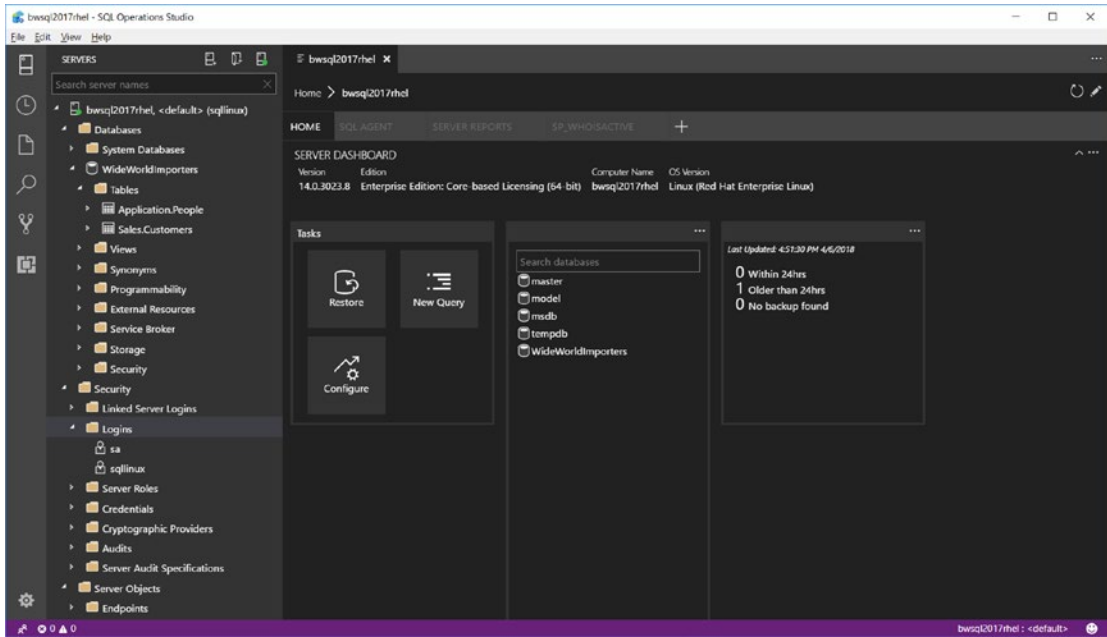 bwsql2017rhel - SQL Operations Studio
File Edit View Help
SERVERS
Search server names
bwsql2017rhel, <default> (sqllinux)
Databases
System Databases
WideWorldImporters
Tables
Application.People
Sales.Customers
Views
Synonyms
Programmability
External Resources
Service Broker
Storage
Security
Security
Linked Server Logins
Logins
sa
sqllinux
Server Roles
Credentials
Cryptographic Providers
Audits
Server Audit Specifications
Server Objects
Endpoints
bwsql2017rhel
Home > bwsql2017rhel
HOME SQL AGENT SERVER REPORTS SP_WHOISACTIVE
SERVER DASHBOARD
Version Edition Computer Name OS Version
14.0.3023.8 Enterprise Edition: Core-based Licensing (64-bit) bwsql2017rhel Linux (Red Hat Enterprise Linux)
Tasks
Restore
New Query
Configure
Search databases
master
model
msdb
tempdb
WideWorldImporters
Last Updated: 4:51:30 PM 4/6/2018
0 Within 24hrs
1 Older than 24hrs
0 No backup found
0 0
bwsql2017rhel : <default>